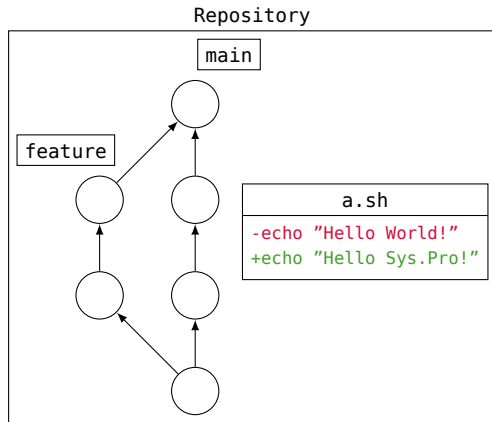 Repository
main
feature
a.sh
-echo ”Hello World!”
+echo ”Hello Sys.Pro!”